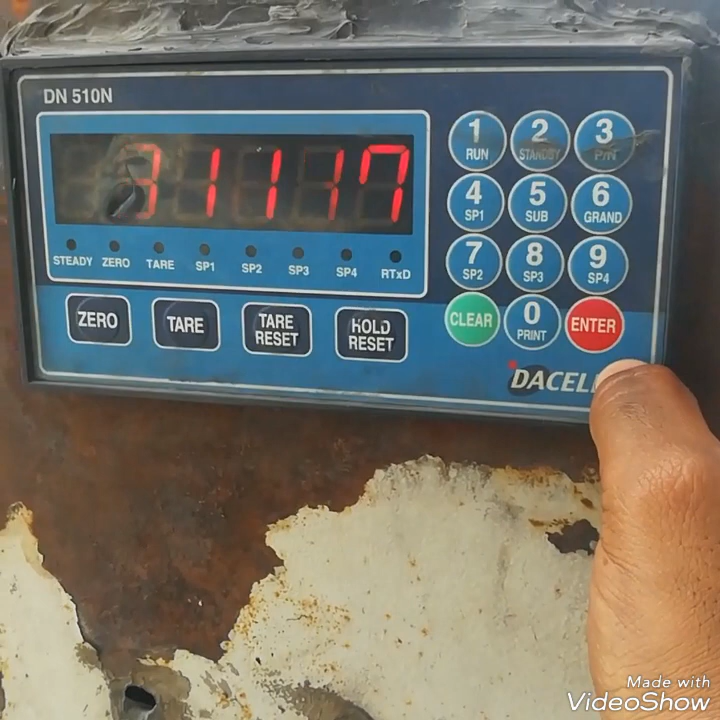 DN 510N
31117
STEADY ZERO TARE SP1 SP2 SP3 SP4 RTxD
ZERO
TARE
TARE
RESET
HOLD
RESET
1
RUN
2
STANDBY
3
P/N
4
SP1
5
SUB
6
GRAND
7
SP2
8
SP3
9
SP4
CLEAR
0
PRINT
ENTER
DACELL
Made with
VideoShow